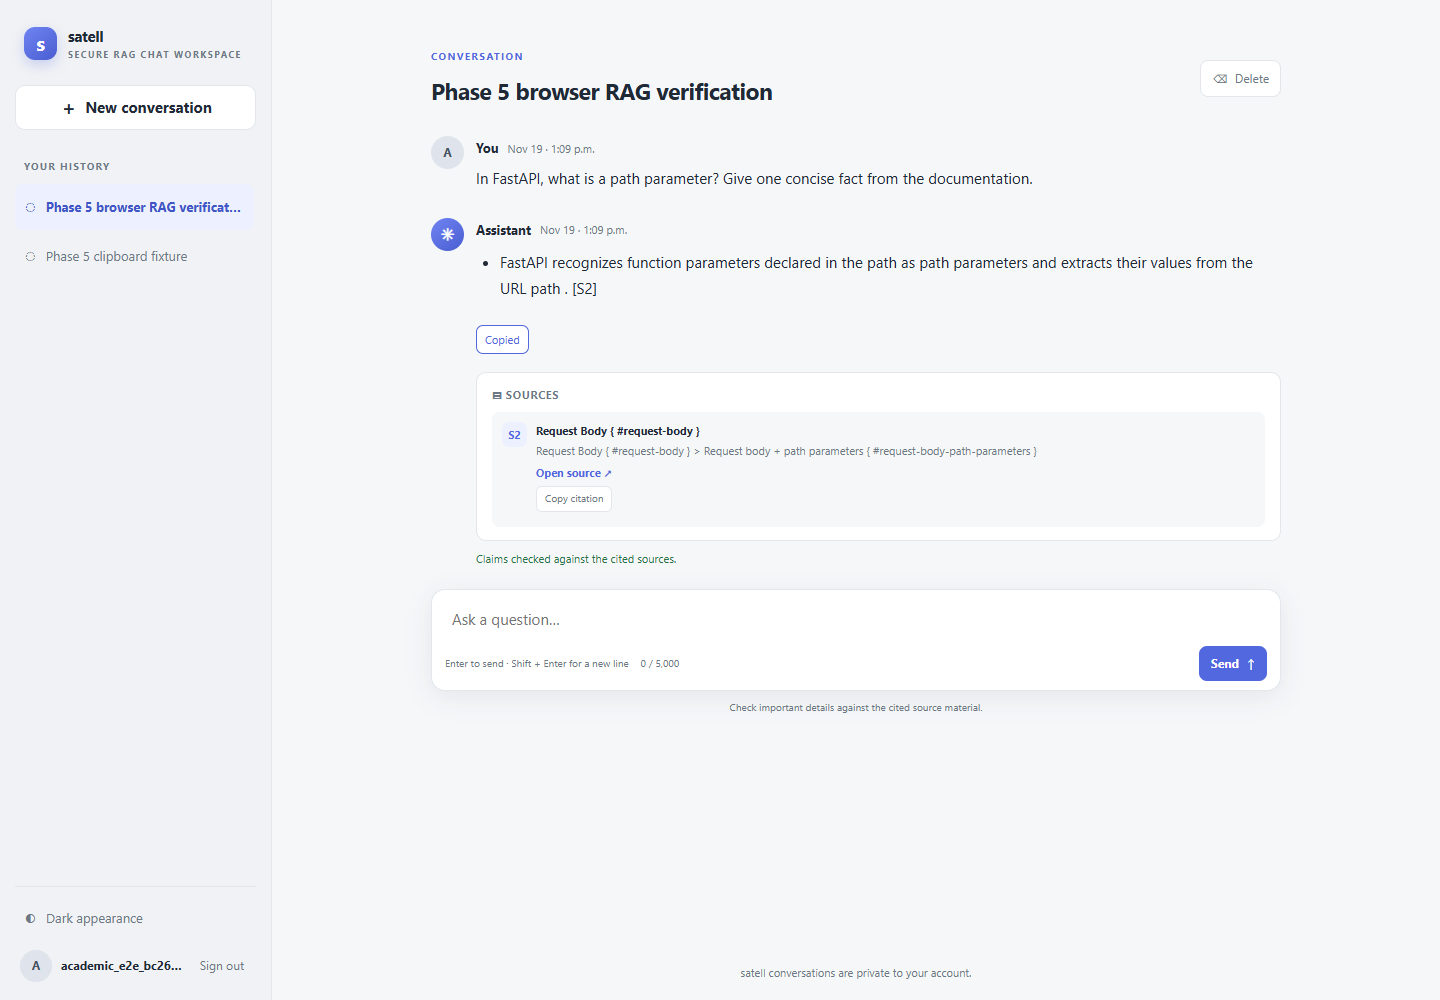 s
satell
SECURE RAG CHAT WORKSPACE
+ New conversation
YOUR HISTORY
Phase 5 browser RAG verificat...
Phase 5 clipboard fixture
Dark appearance
A
academic_e2e_bc26...
Sign out
CONVERSATION
Phase 5 browser RAG verification
Delete
A
You
Nov 19 · 1:09 p.m.
In FastAPI, what is a path parameter? Give one concise fact from the documentation.
Assistant
Nov 19 · 1:09 p.m.
• FastAPI recognizes function parameters declared in the path as path parameters and extracts their values from the
URL path . [S2]
Copied
SOURCES
S2
Request Body { #request-body }
Request Body { #request-body } > Request body + path parameters { #request-body-path-parameters }
Open source ↗
Copy citation
Claims checked against the cited sources.
Ask a question...
Enter to send · Shift + Enter for a new line
0 / 5,000
Send ↑
Check important details against the cited source material.
satell conversations are private to your account.